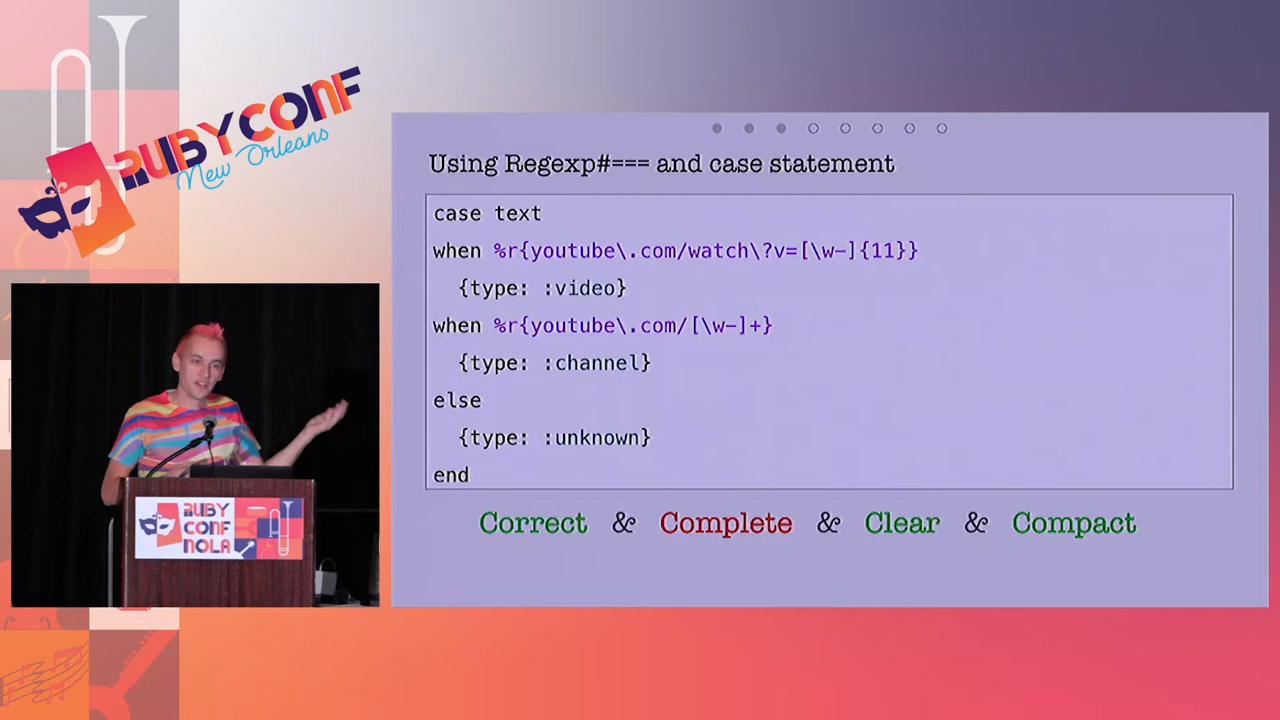 RUBYCONF
New Orleans
Using Regexp#=== and case statement
case text
when %r{youtube\.com/watch\?v=[\w-]{11}}
  {type: :video}
when %r{youtube\.com/[\w-]+}
  {type: :channel}
else
  {type: :unknown}
end
Correct & Complete & Clear & Compact
RUBY
CONF
NOLA